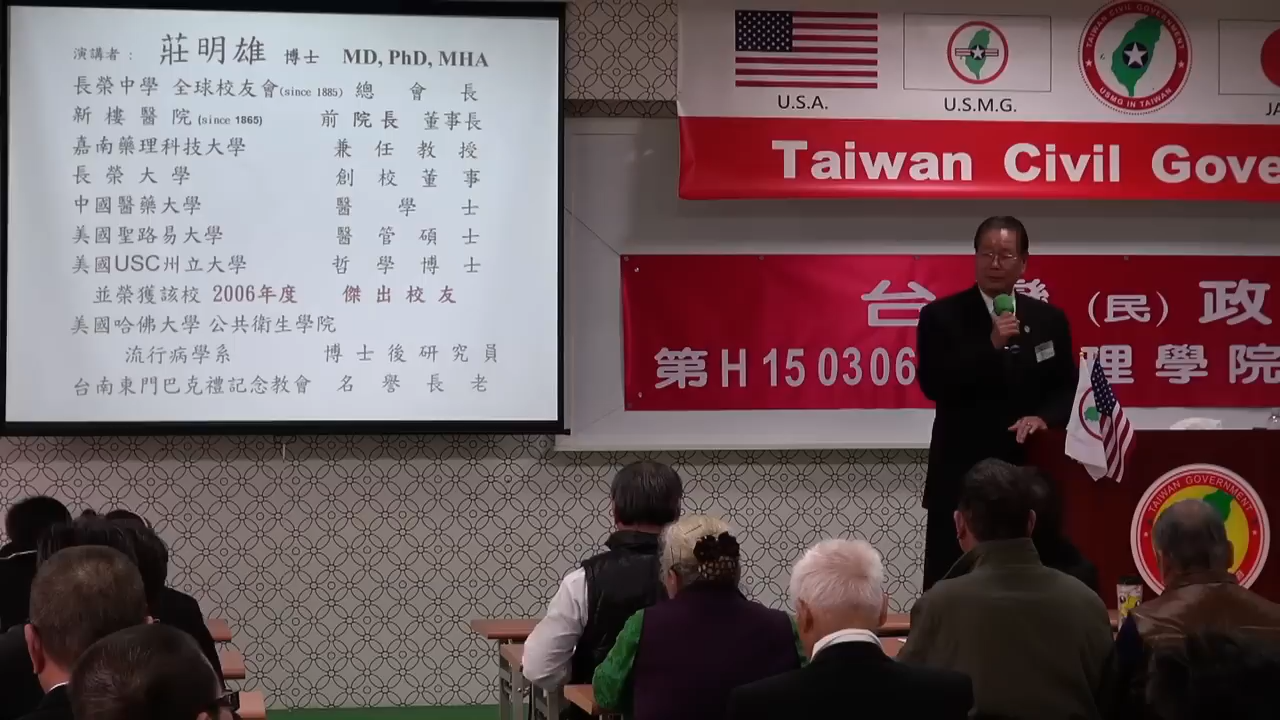 演講者： 莊明雄 博士 MD, PhD, MHA
長榮中學 全球校友會(since 1885) 總會長
新樓醫院(since 1865) 前院長 董事長
嘉南藥理科技大學 兼任教授
長榮大學 創校董事
中國醫藥大學 醫學士
美國聖路易大學 醫管碩士
美國USC州立大學 哲學博士
並榮獲該校 2006年度 傑出校友
美國哈佛大學 公共衛生學院
流行病學系 博士後研究員
台南東門巴克禮記念教會 名譽長老
U.S.A.
U.S.M.G.
TAIWAN CIVIL GOVERNMENT
USMG IN TAIWAN
JA
Taiwan Civil Gove
台灣（民）政
第H 15 0306
理學院
TAIWAN GOVERNMENT